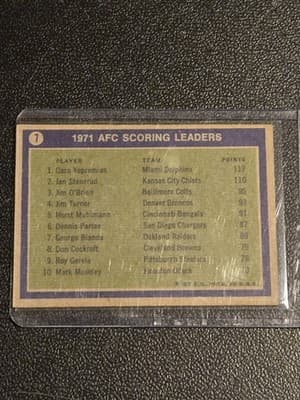 7
1971 AFC SCORING LEADERS
PLAYER TEAM POINTS
1. Garo Yepremian Miami Dolphins 117
2. Jan Stenerud Kansas City Chiefs 110
3. Jim O'Brien Baltimore Colts 95
4. Jim Turner Denver Broncos
5. Horst Muhlmann Cincinnati Bengals 91
6. Dennis Partee San Diego Chargers 87
7. George Blanda Oakland Raiders
8. Don Cockroft Cleveland Browns
9. Roy Gerela Pittsburgh Steelers 78
10. Mark Moseley Houston Oilers